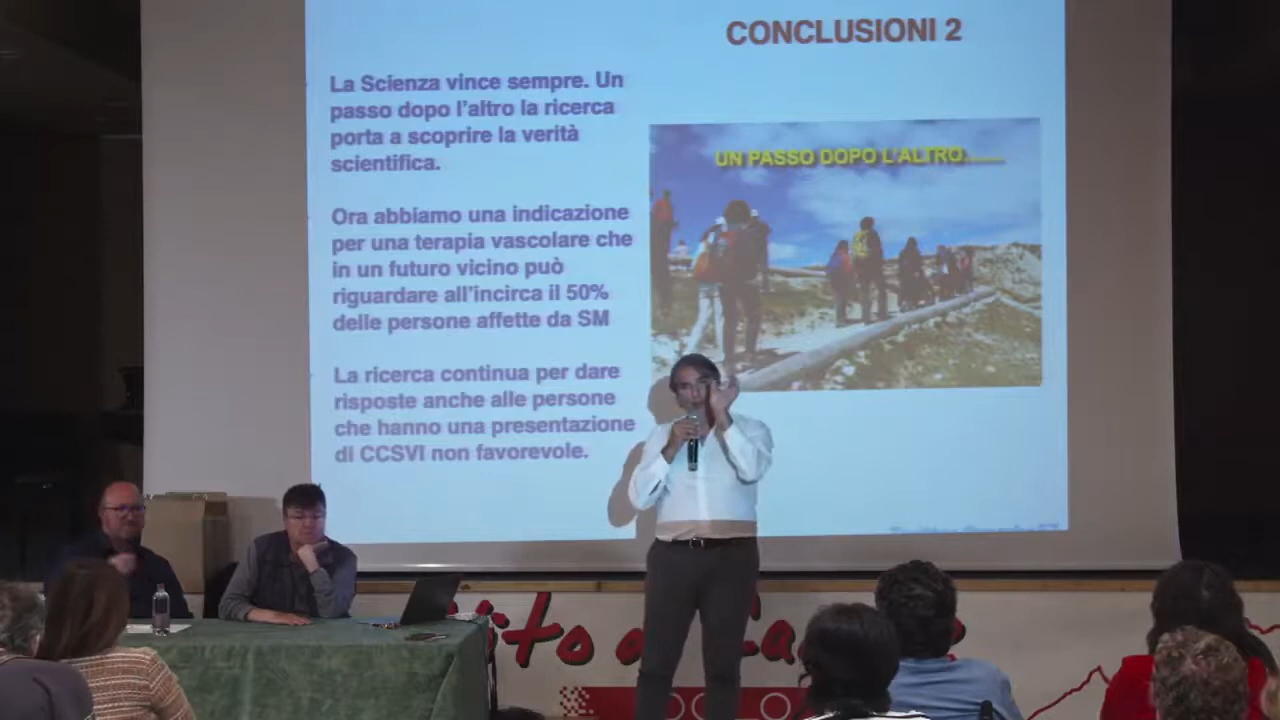 CONCLUSIONI 2
La Scienza vince sempre. Un
passo dopo l'altro la ricerca
porta a scoprire la verità
scientifica.
Ora abbiamo una indicazione
per una terapia vascolare che
in un futuro vicino può
riguardare all'incirca il 50%
delle persone affette da SM
La ricerca continua per dare
risposte anche alle persone
che hanno una presentazione
di CCSVI non favorevole.
UN PASSO DOPO L'ALTRO.......